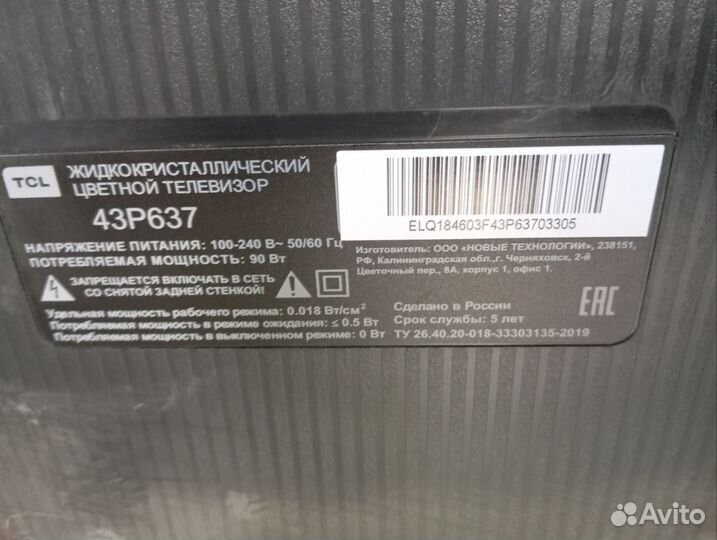 TCL
ЖИДКОКРИСТАЛЛИЧЕСКИЙ
ЦВЕТНОЙ ТЕЛЕВИЗОР
43P637
НАПРЯЖЕНИЕ ПИТАНИЯ: 100-240 В~ 50/60 Гц
ПОТРЕБЛЯЕМАЯ МОЩНОСТЬ: 90 Вт
ЗАПРЕЩАЕТСЯ ВКЛЮЧАТЬ В СЕТЬ
СО СНЯТОЙ ЗАДНЕЙ СТЕНКОЙ!
Удельная мощность рабочего режима: 0.018 Вт/см²
Потребляемая мощность в режиме ожидания: ≤ 0.5 Вт
Потребляемая мощность в выключенном режиме: 0 Вт
ELQ184603F43P63703305
Изготовитель: ООО «НОВЫЕ ТЕХНОЛОГИИ», 238151,
РФ, Калининградская обл.,г. Черняховск, 2-й
Цветочный пер., 8А, корпус 1, офис 1.
Сделано в России
Срок службы: 5 лет
ТУ 26.40.20-018-33303135-2019
EAC
Avito